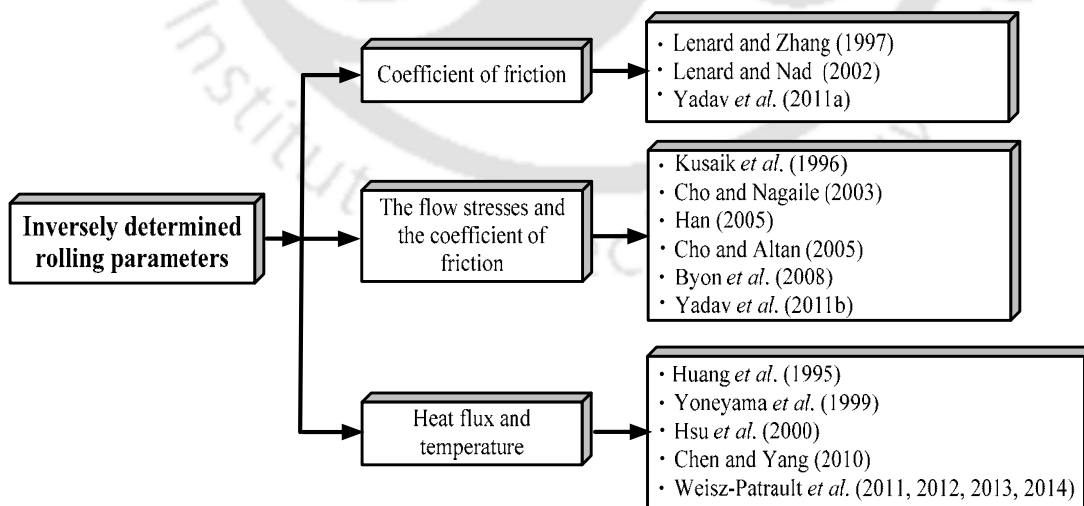 Coefficient of friction
· Lenard and Zhang (1997)
· Lenard and Nad (2002)
· Yadav et al. (2011a)
Inversely determined
rolling parameters
The flow stresses and
the coefficient of
friction
· Kusaik et al. (1996)
· Cho and Nagaile (2003)
· Han (2005)
· Cho and Altan (2005)
· Byon et al. (2008)
· Yadav et al. (2011b)
Heat flux and
temperature
· Huang et al. (1995)
· Yoneyama et al. (1999)
· Hsu et al. (2000)
· Chen and Yang (2010)
· Weisz-Patrault et al. (2011, 2012, 2013, 2014)